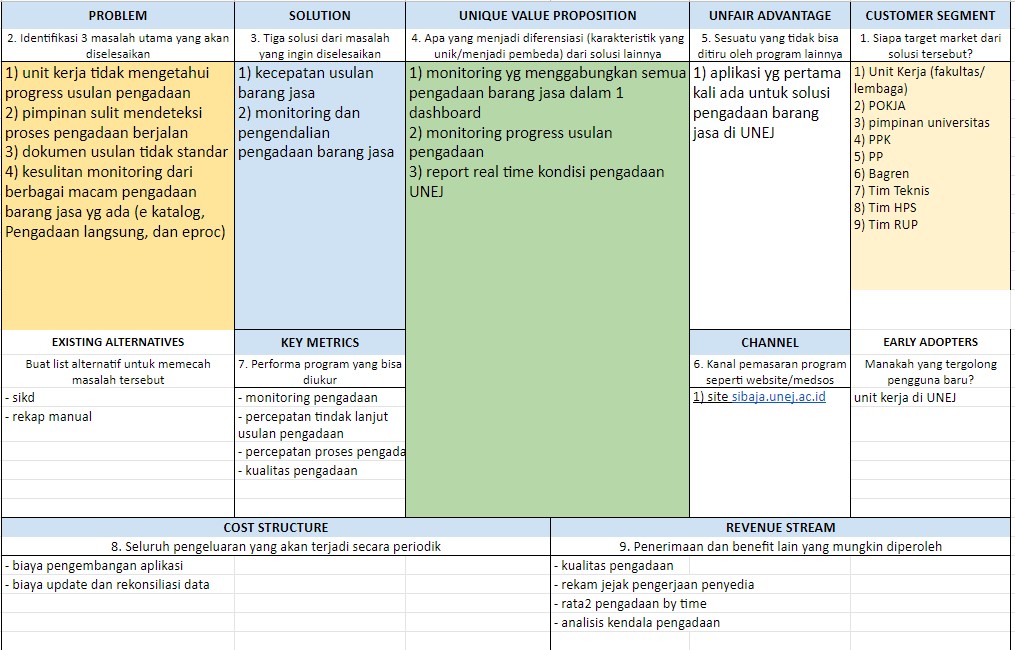 PROBLEM
2. Identifikasi 3 masalah utama yang akan
diselesaikan
1) unit kerja tidak mengetahui
progress usulan pengadaan
2) pimpinan sulit mendeteksi
proses pengadaan berjalan
3) dokumen usulan tidak standar
4) kesulitan monitoring dari
berbagai macam pengadaan
barang jasa yg ada (e katalog,
Pengadaan langsung, dan eproc)
SOLUTION
3. Tiga solusi dari masalah
yang ingin diselesaikan
1) kecepatan usulan
barang jasa
2) monitoring dan
pengendalian
pengadaan barang jasa
UNIQUE VALUE PROPOSITION
4. Apa yang menjadi diferensiasi (karakteristik yang
unik/menjadi pembeda) dari solusi lainnya
1) monitoring yg menggabungkan semua
pengadaan barang jasa dalam 1
dashboard
2) monitoring progress usulan
pengadaan
3) report real time kondisi pengadaan
UNEJ
UNFAIR ADVANTAGE
5. Sesuatu yang tidak bisa
ditiru oleh program lainnya
1) aplikasi yg pertama
kali ada untuk solusi
pengadaan barang
jasa di UNEJ
CUSTOMER SEGMENT
1. Siapa target market dari
solusi tersebut?
1) Unit Kerja (fakultas/
lembaga)
2) POKJA
3) pimpinan universitas
4) PPK
5) PP
6) Bagren
7) Tim Teknis
8) Tim HPS
9) Tim RUP
EXISTING ALTERNATIVES
Buat list alternatif untuk memecah
masalah tersebut
- sikd
- rekap manual
KEY METRICS
7. Performa program yang bisa
diukur
- monitoring pengadaan
- percepatan tindak lanjut
usulan pengadaan
- percepatan proses pengada
- kualitas pengadaan
CHANNEL
6. Kanal pemasaran program
seperti website/medsos
1) site sibaja.unej.ac.id
EARLY ADOPTERS
Manakah yang tergolong
pengguna baru?
unit kerja di UNEJ
COST STRUCTURE
8. Seluruh pengeluaran yang akan terjadi secara periodik
- biaya pengembangan aplikasi
- biaya update dan rekonsiliasi data
REVENUE STREAM
9. Penerimaan dan benefit lain yang mungkin diperoleh
- kualitas pengadaan
- rekam jejak pengerjaan penyedia
- rata2 pengadaan by time
- analisis kendala pengadaan